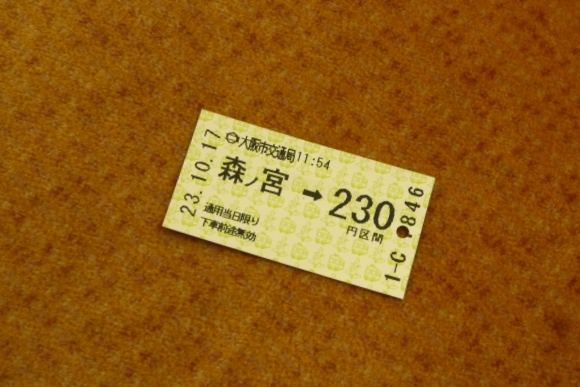 23.10.17
大阪市交通局11:54
森ノ宮 → 230
円区間
通用当日限り
下車前途無効
1-C 846